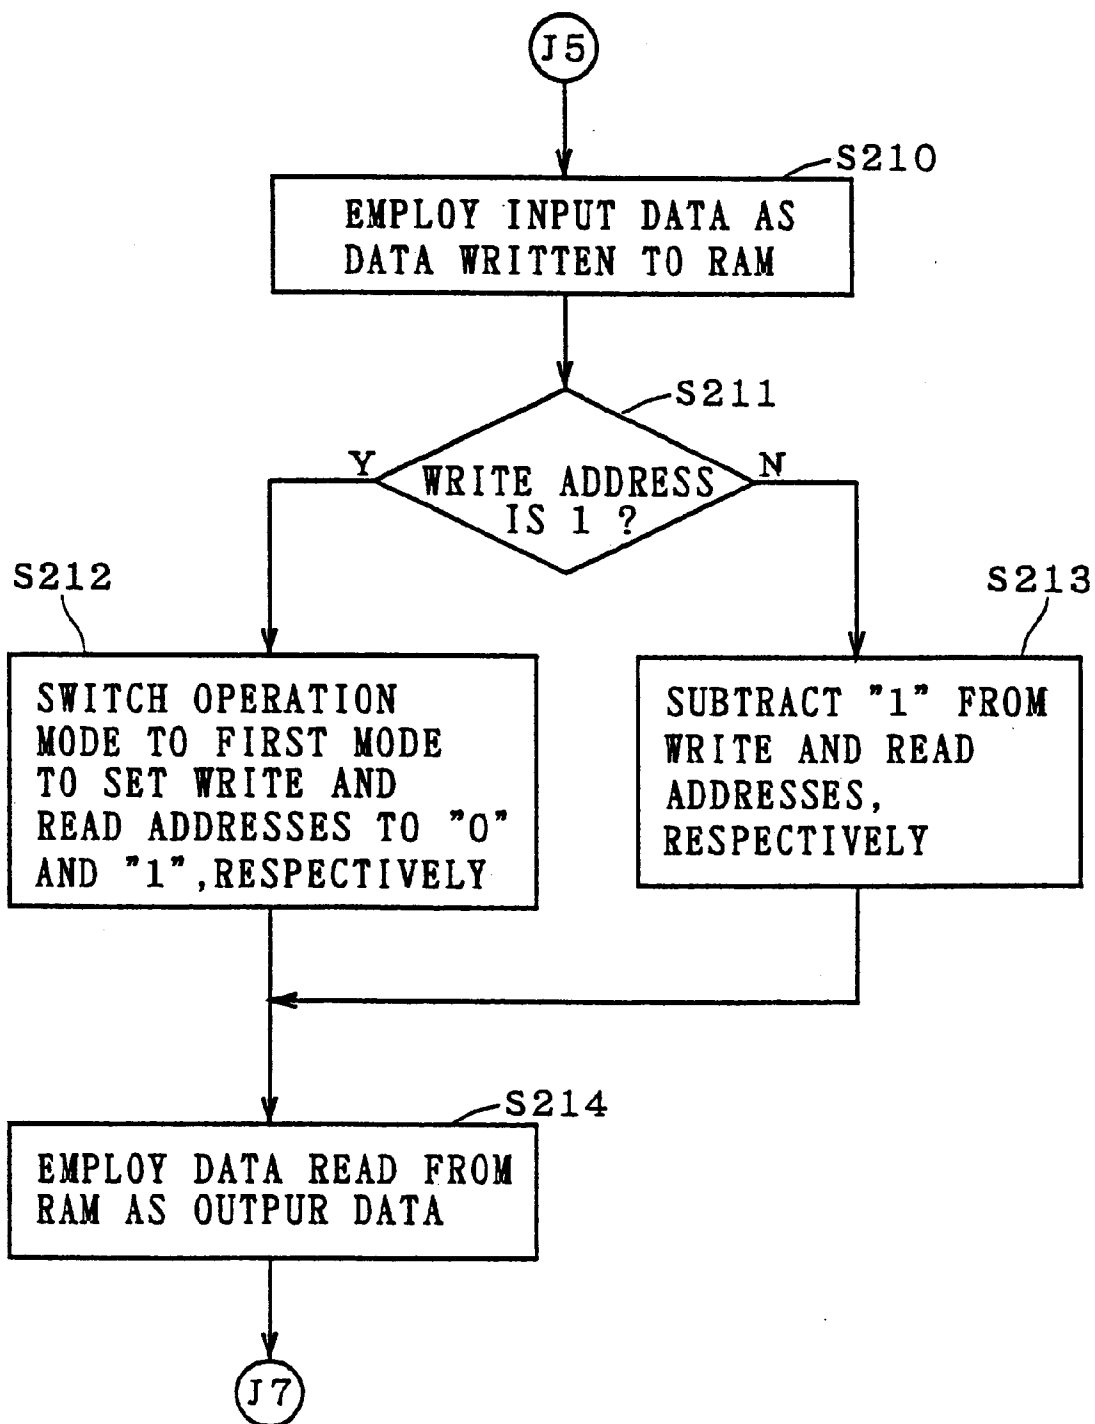 J5
S210
EMPLOY INPUT DATA AS
DATA WRITTEN TO RAM
S211
Y
N
WRITE ADDRESS
IS 1 ?
S212
S213
SWITCH OPERATION
MODE TO FIRST MODE
TO SET WRITE AND
READ ADDRESSES TO "0"
AND "1",RESPECTIVELY
SUBTRACT "1" FROM
WRITE AND READ
ADDRESSES,
RESPECTIVELY
S214
EMPLOY DATA READ FROM
RAM AS OUTPUR DATA
J7